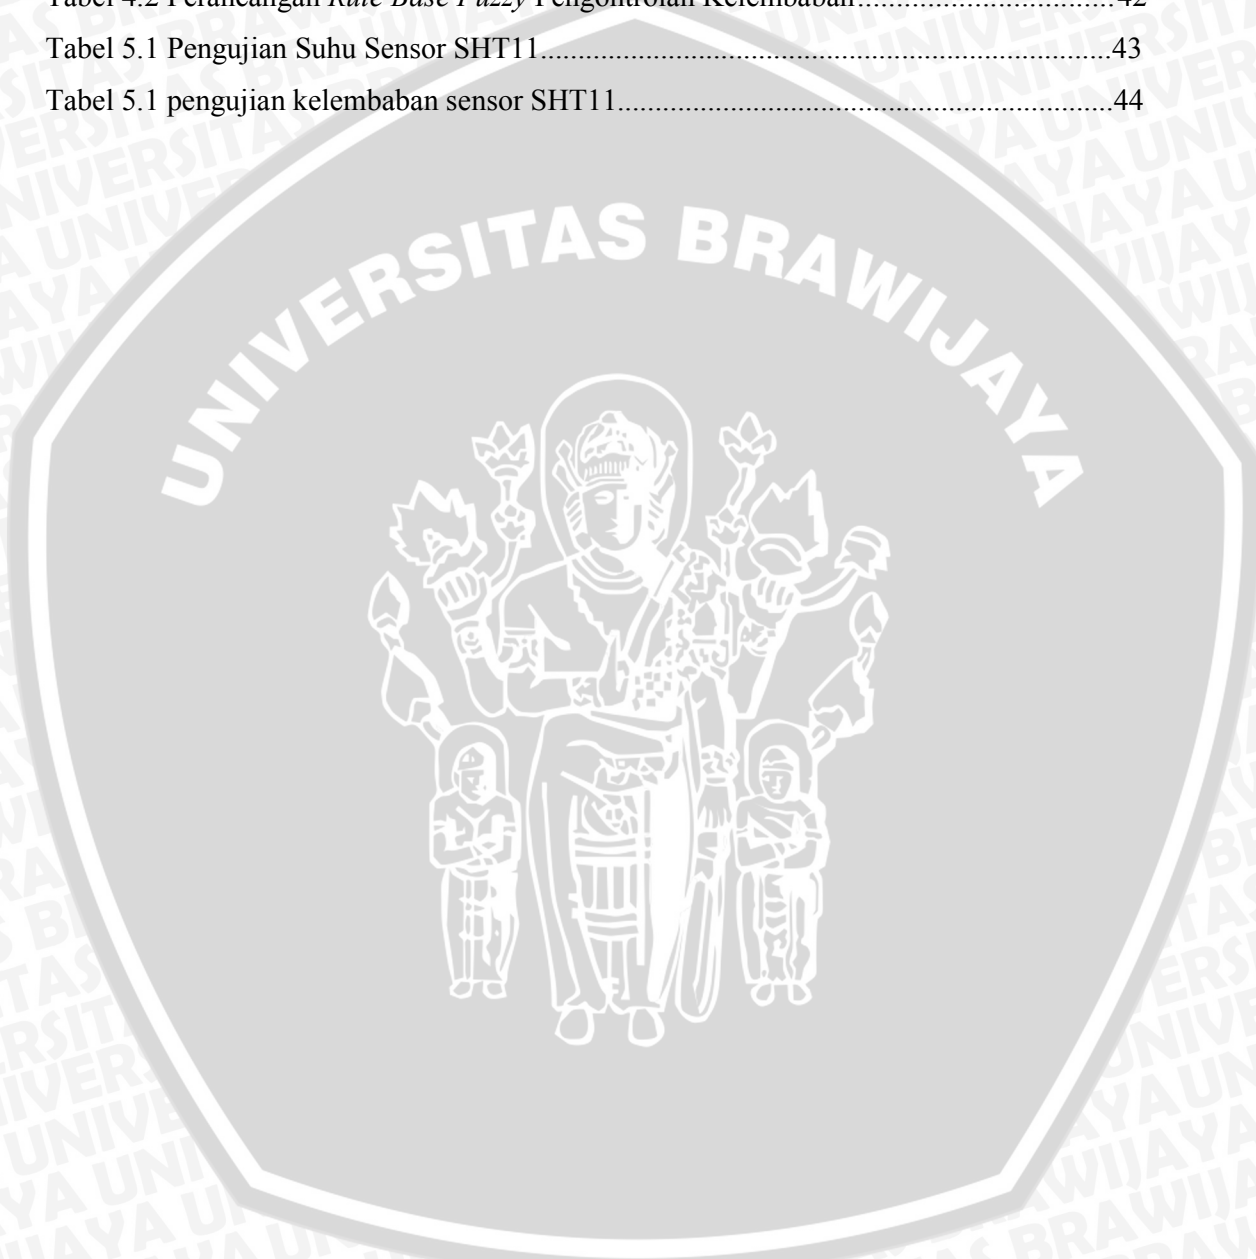 Tabel 4.2 Perancangan Rule Base Fuzzy Pengontrolan Kelembaban............................42
Tabel 5.1 Pengujian Suhu Sensor SHT11...............................................................43
Tabel 5.1 pengujian kelembaban sensor SHT11.......................................................44
UNIVERSITAS BRAWIJAYA